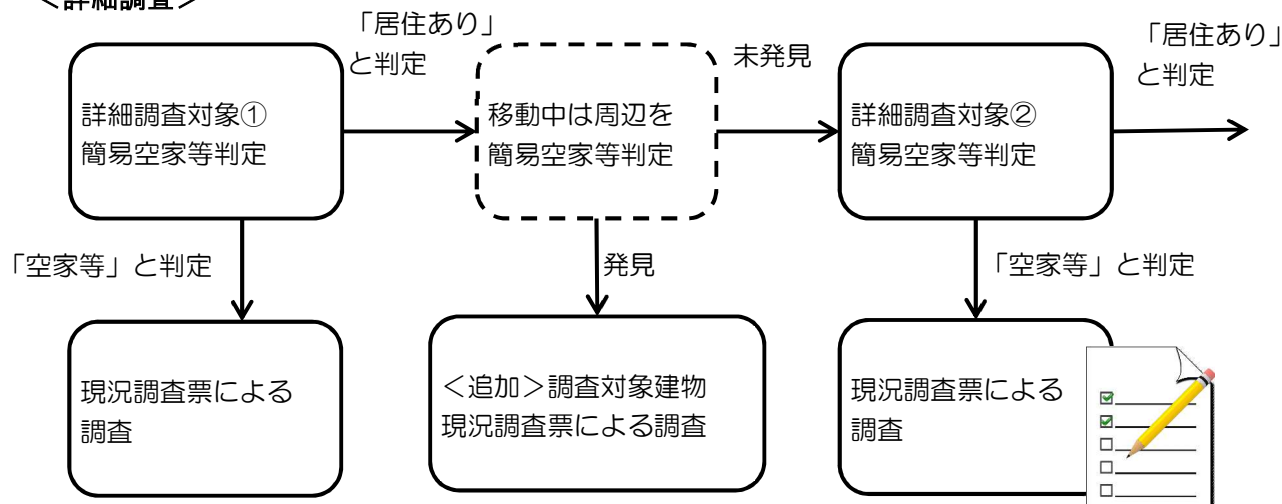 ＜詳細調査＞
「居住あり」
と判定
「居住あり」
と判定
未発見
詳細調査対象①
簡易空家等判定
移動中は周辺を
簡易空家等判定
詳細調査対象②
簡易空家等判定
「空家等」と判定
発見
「空家等」と判定
現況調査票による
調査
＜追加＞調査対象建物
現況調査票による調査
現況調査票による
調査